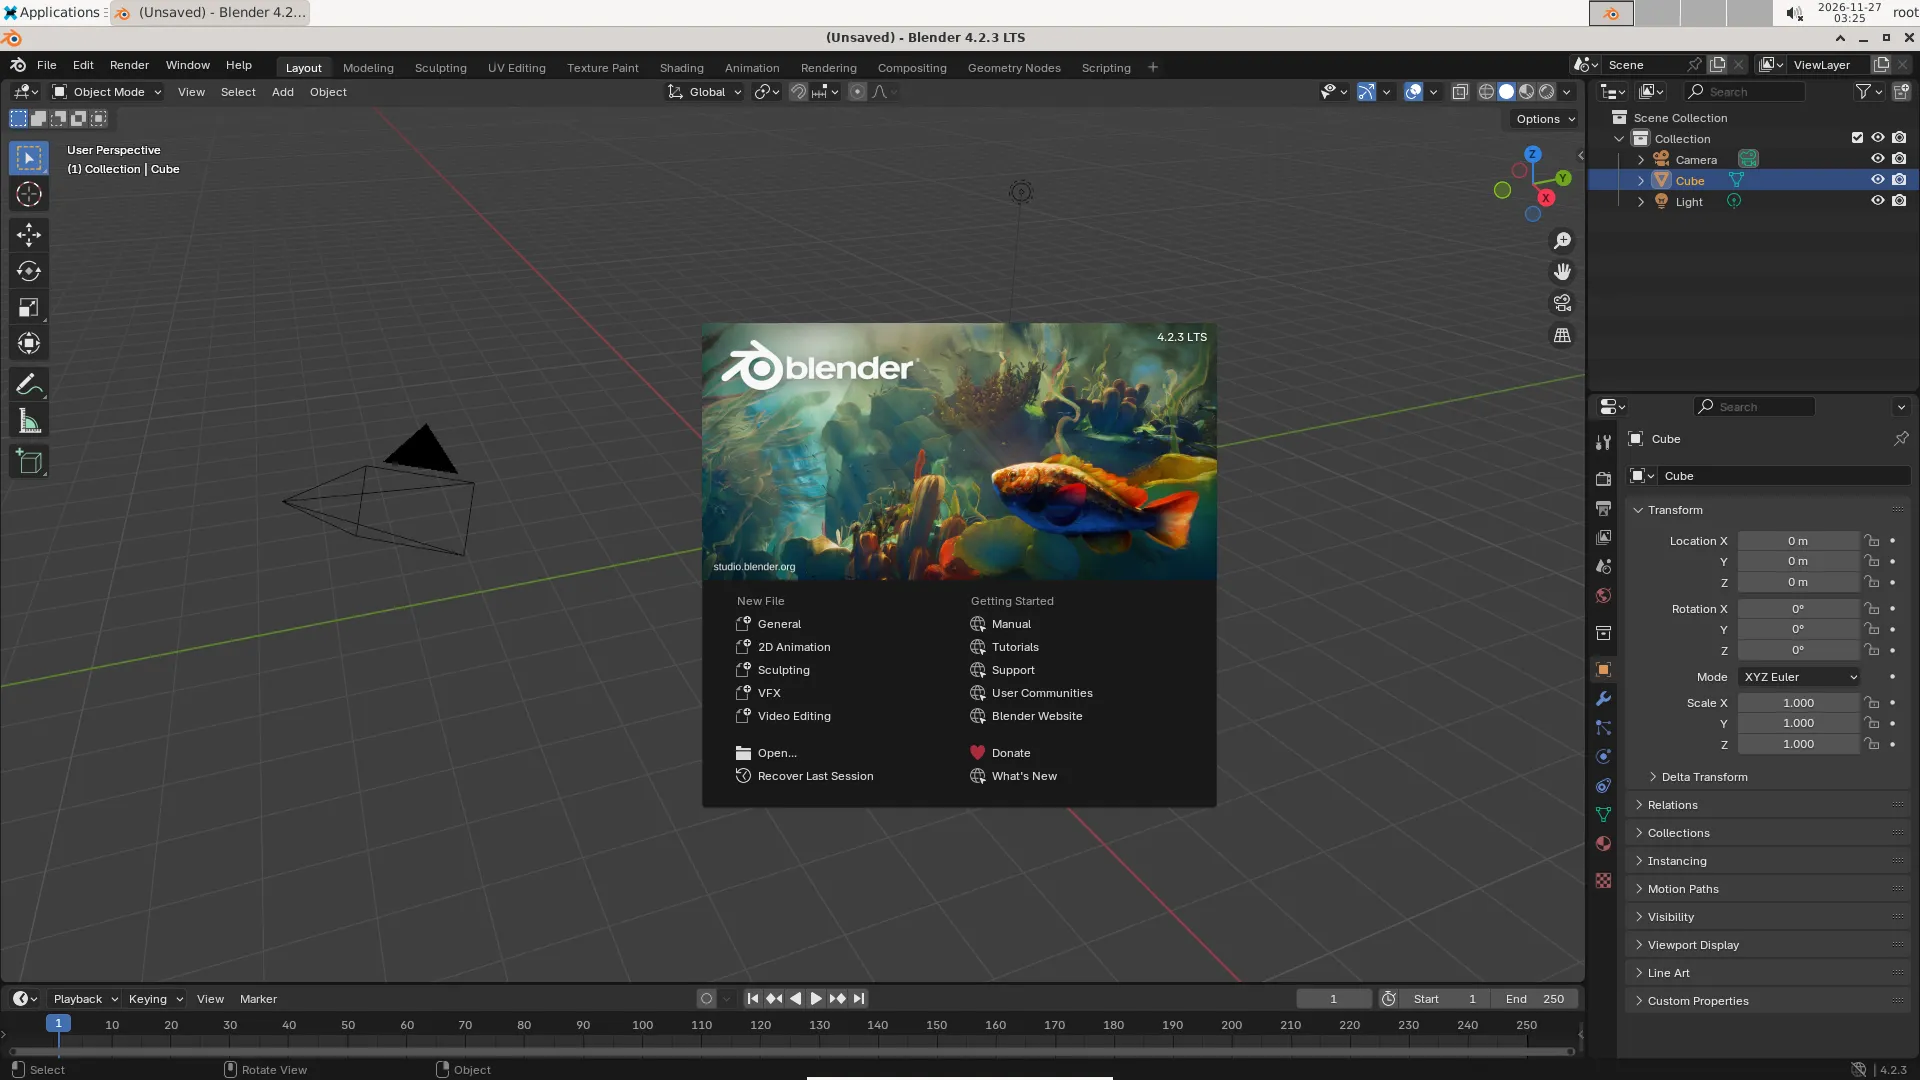 Applications
(Unsaved) - Blender 4.2...
2026-11-27
03:25
root
(Unsaved) - Blender 4.2.3 LTS
File Edit Render Window Help
Layout Modeling Sculpting UV Editing Texture Paint Shading Animation Rendering Compositing Geometry Nodes Scripting
Scene ViewLayer
Object Mode View Select Add Object
Global
Search
Options
User Perspective
(1) Collection | Cube
Z
Y
X
Scene Collection
Collection
Camera
Cube
Light
4.2.3 LTS
blender
studio.blender.org
New File
General
2D Animation
Sculpting
VFX
Video Editing
Open...
Recover Last Session
Getting Started
Manual
Tutorials
Support
User Communities
Blender Website
Donate
What's New
Search
Cube
Cube
Transform
Location X 0 m
Y 0 m
Z 0 m
Rotation X 0°
Y 0°
Z 0°
Mode XYZ Euler
Scale X 1.000
Y 1.000
Z 1.000
Delta Transform
Relations
Collections
Instancing
Motion Paths
Visibility
Viewport Display
Line Art
Custom Properties
Playback Keying View Marker
1 Start 1 End 250
1 10 20 30 40 50 60 70 80 90 100 110 120 130 140 150 160 170 180 190 200 210 220 230 240 250
Select Rotate View Object
4.2.3